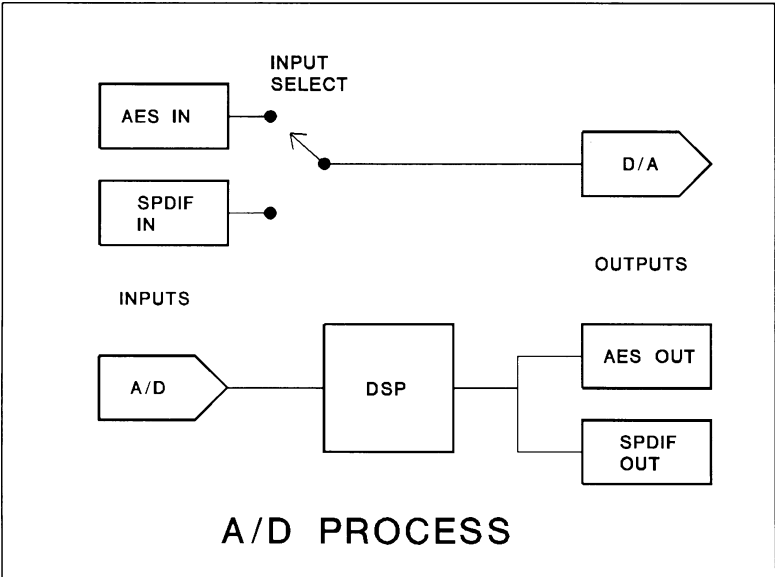 INPUT
SELECT
AES IN
D/A
SPDIF
IN
OUTPUTS
INPUTS
AES OUT
A/D
DSP
SPDIF
OUT
A/D PROCESS